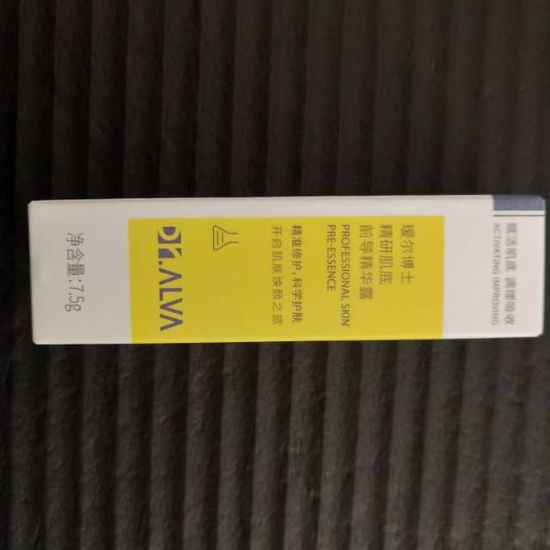 赋活肌底 调理吸收
ACTIVATING IMPROVING
瑷尔博士
精研肌底
前导精华露
PROFESSIONAL SKIN
PRE-ESSENCE
精准修护,科学护肤
开启肌肤焕颜之旅
DR.ALVA
净含量:7.5g